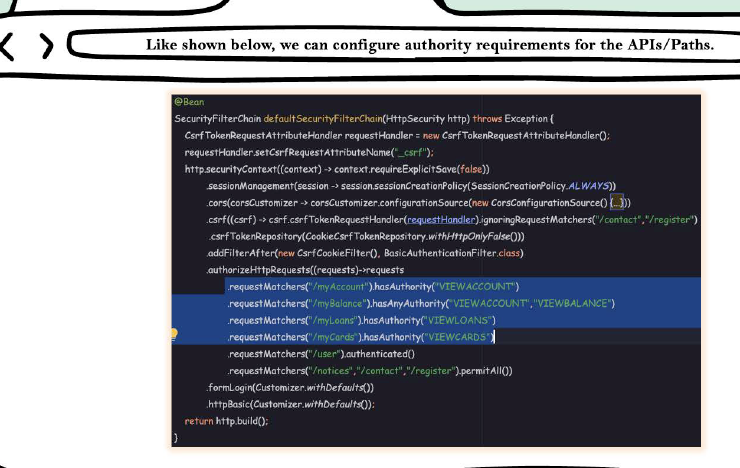 Like shown below, we can configure authority requirements for the APIs/Paths.
@Bean
SecurityFilterChain defaultSecurityFilterChain(HttpSecurity http) throws Exception {
CsrfTokenRequestAttributeHandler requestHandler = new CsrfTokenRequestAttributeHandler();
requestHandler.setCsrfRequestAttributeName("_csrf");
http.securityContext((context) -> context.requireExplicitSave(false))
.sessionManagement(session -> session.sessionCreationPolicy(SessionCreationPolicy.ALWAYS))
.cors(corsCustomizer -> corsCustomizer.configurationSource(new CorsConfigurationSource() {...}))
.csrf((csrf) -> csrf.csrfTokenRequestHandler(requestHandler).ignoringRequestMatchers("/contact","/register")
.csrfTokenRepository(CookieCsrfTokenRepository.withHttpOnlyFalse()))
.addFilterAfter(new CsrfCookieFilter(), BasicAuthenticationFilter.class)
.authorizeHttpRequests((requests)->requests
.requestMatchers("/myAccount").hasAuthority("VIEWACCOUNT")
.requestMatchers("/myBalance").hasAnyAuthority("VIEWACCOUNT","VIEWBALANCE")
.requestMatchers("/myLoans").hasAuthority("VIEWLOANS")
.requestMatchers("/myCards").hasAuthority("VIEWCARDS")
.requestMatchers("/user").authenticated()
.requestMatchers("/notices","/contact","/register").permitAll())
.formLogin(Customizer.withDefaults())
.httpBasic(Customizer.withDefaults());
return http.build();
}